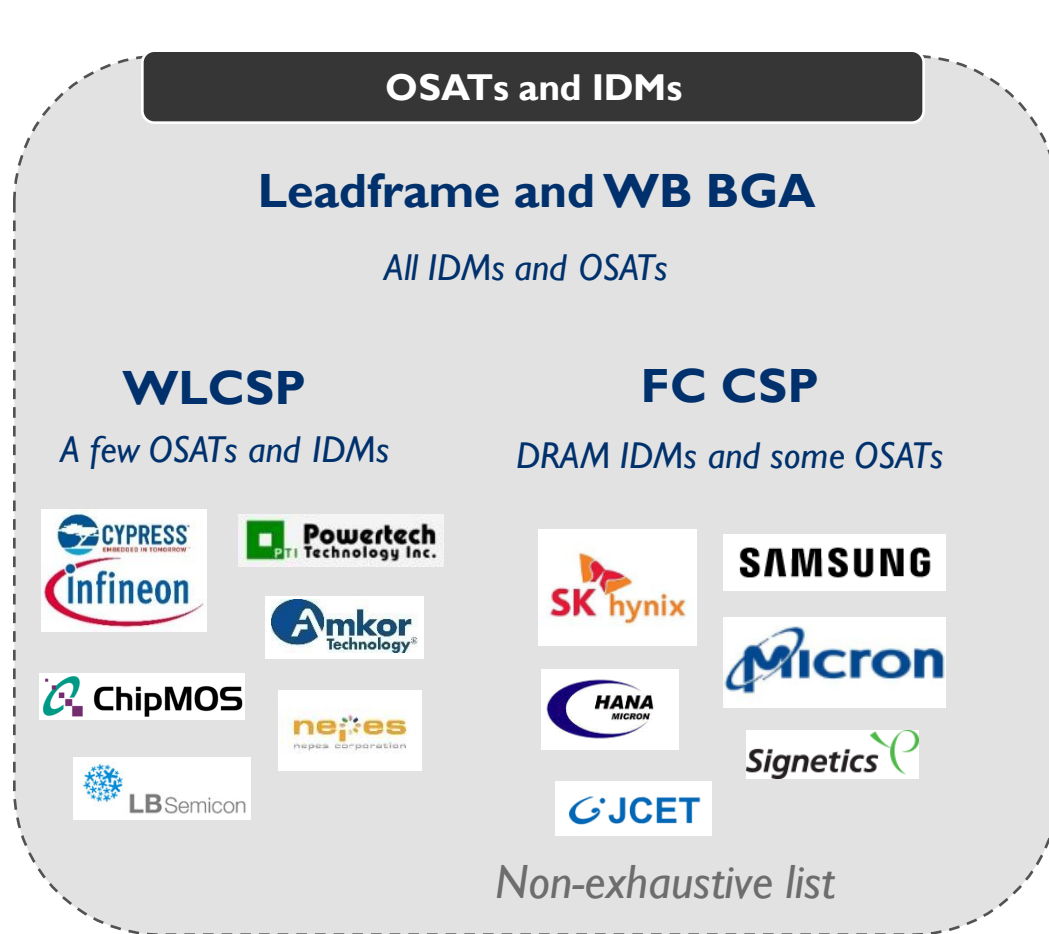 OSATs and IDMs
Leadframe and WB BGA
All IDMs and OSATs
WLCSP
A few OSATs and IDMs
CYPRESS
EMBEDDED IN TOMORROW
infineon
Powertech
PTI Technology Inc.
Amkor
Technology®
ChipMOS
nepes
nepes corporation
LB Semicon
FC CSP
DRAM IDMs and some OSATs
SK hynix
SAMSUNG
Micron
HANA
MICRON
Signetics
JCET
Non-exhaustive list